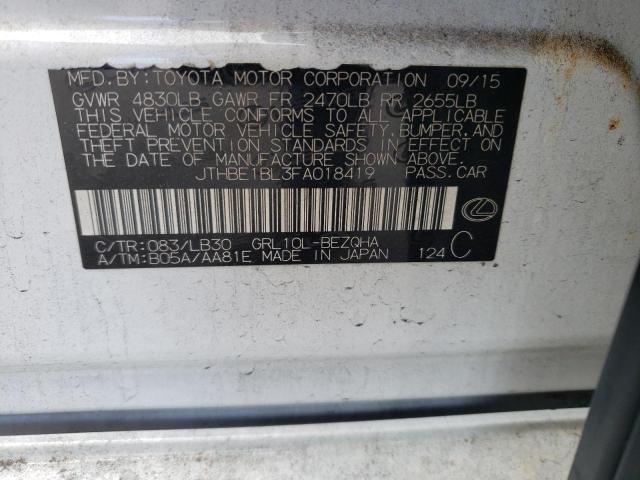 MFD.BY:TOYOTA MOTOR CORPORATION 09/15
GVWR 4830LB GAWR FR 2470LB RR 2655LB
THIS VEHICLE CONFORMS TO ALL APPLICABLE
FEDERAL MOTOR VEHICLE SAFETY, BUMPER, AND
THEFT PREVENTION STANDARDS IN EFFECT ON
THE DATE OF MANUFACTURE SHOWN ABOVE.
JTHBE1BL3FA018419 PASS.CAR
C/TR:083/LB30 GRL10L-BEZQHA
A/TM:B05A/AA81E MADE IN JAPAN 124 C